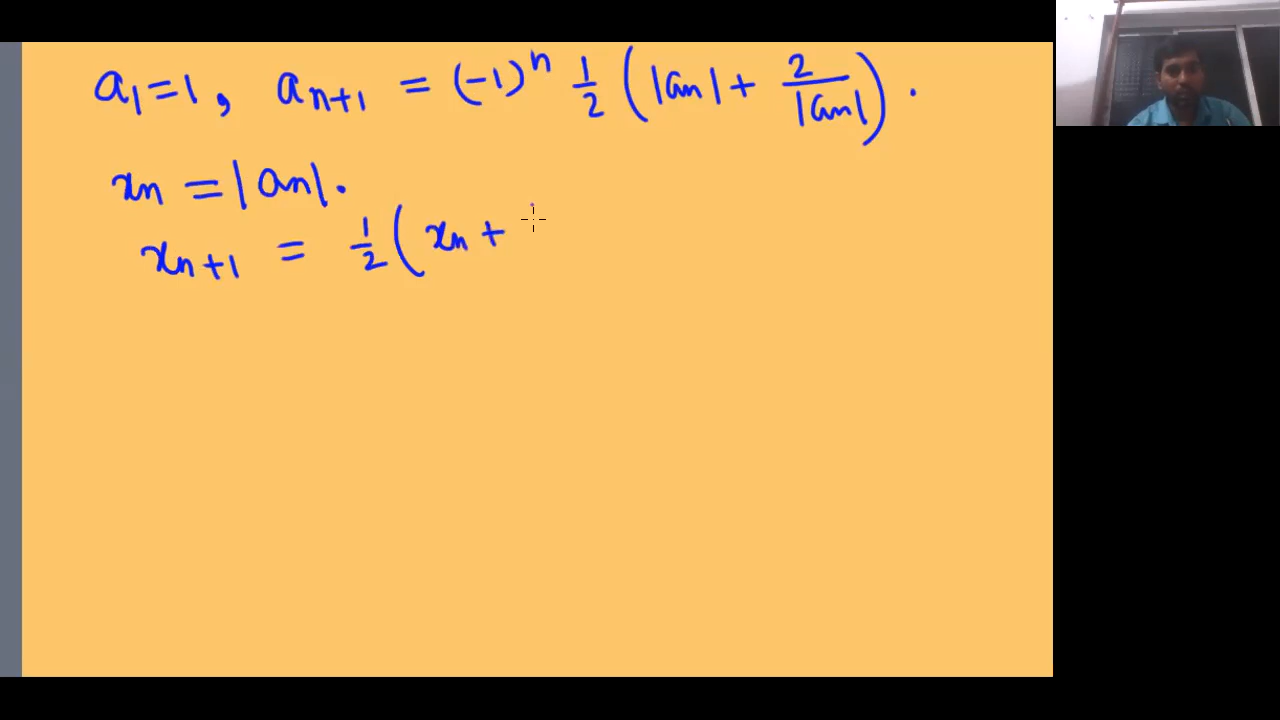 a₁=1, aₙ₊₁ = (-1)ⁿ 1/2 (|aₙ| + 2/|aₙ|).
xₙ = |aₙ|.
xₙ₊₁ = 1/2 (xₙ +